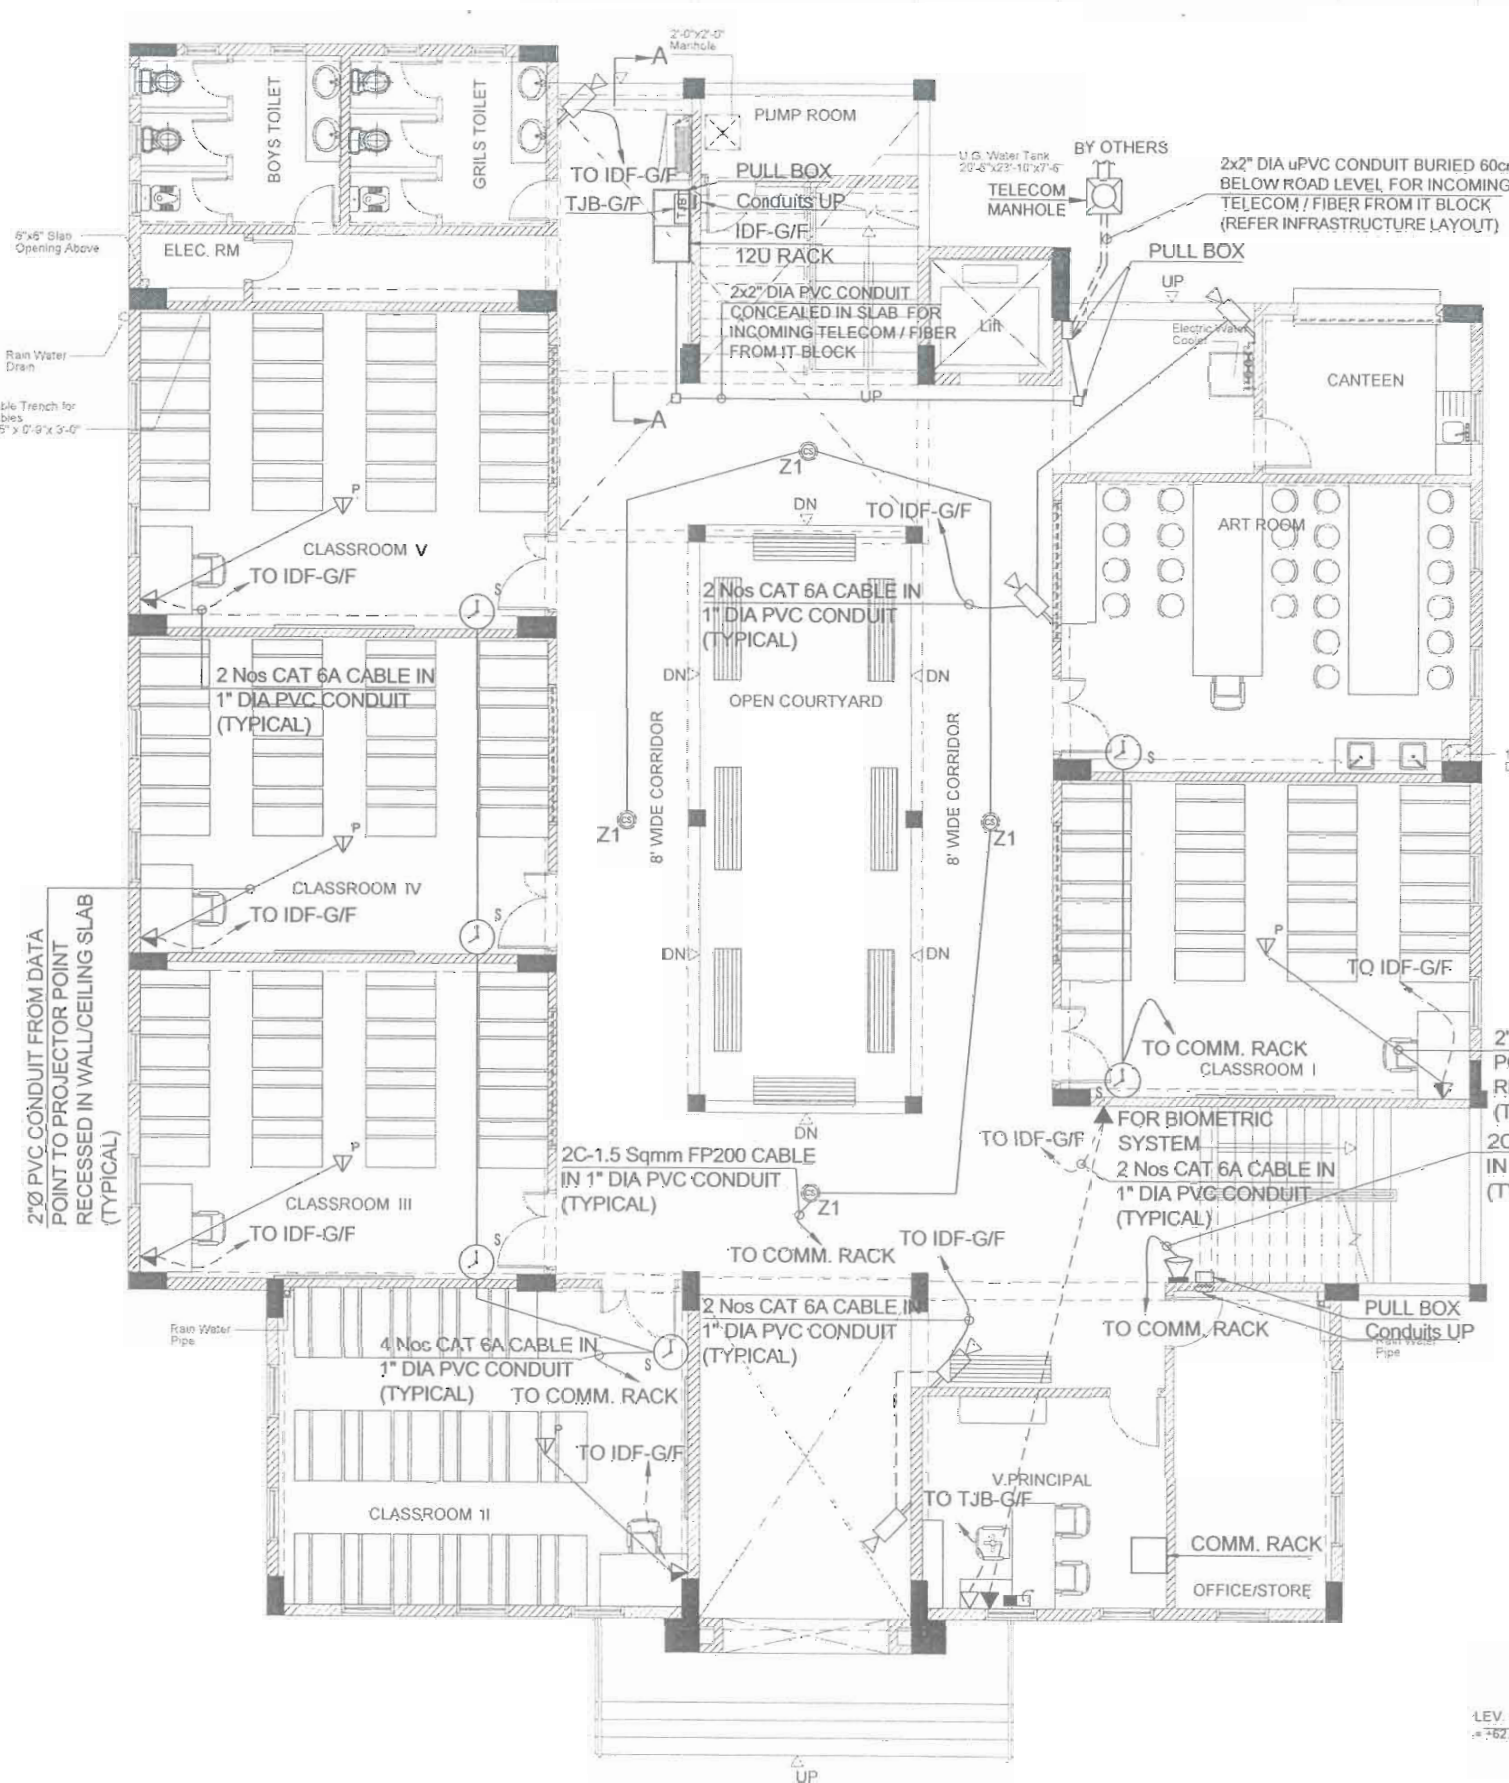 2'-0"x2'-0"
Manhole
A
PUMP ROOM
BOYS TOILET
GRILS TOILET
TO IDF-G/F
TJB-G/F
TJB
PULL BOX
Conduits UP
IDF-G/F
12U RACK
U.G. Water Tank
BY OTHERS
TELECOM
MANHOLE
BELOW ROAD LEVEL FOR INCOMING
TELECOM / FIBER FROM IT BLOCK
(REFER INFRASTRUCTURE LAYOUT)
PULL BOX
UP
6"x6" Slab
Opening Above
ELEC. RM
2x2" DIA PVC CONDUIT
CONCEALED IN SLAB FOR
INCOMING TELECOM / FIBER
FROM IT BLOCK
Lift
Electric Water
Cooler
CANTEEN
Rain Water
Drain
UP
A
Z1
DN
TO IDF-G/F
ART ROOM
P
CLASSROOM V
TO IDF-G/F
S
2 Nos CAT 6A CABLE IN
1" DIA PVC CONDUIT
(TYPICAL)
2 Nos CAT 6A CABLE IN
1" DIA PVC CONDUIT
(TYPICAL)
DN
DN
OPEN COURTYARD
8' WIDE CORRIDOR
8' WIDE CORRIDOR
S
P
Z1
Z1
CLASSROOM IV
TO IDF-G/F
S
2"Ø PVC CONDUIT FROM DATA
POINT TO PROJECTOR POINT
RECESSED IN WALL/CEILING SLAB
(TYPICAL)
DN
DN
P
TO IDF-G/F
TO COMM. RACK
CLASSROOM I
S
FOR BIOMETRIC
SYSTEM
TO IDF-G/F
2 Nos CAT 6A CABLE IN
1" DIA PVC CONDUIT
(TYPICAL)
DN
2C-1.5 Sqmm FP200 CABLE
IN 1" DIA PVC CONDUIT
(TYPICAL)
Z1
TO COMM. RACK
P
CLASSROOM III
TO IDF-G/F
S
TO IDF-G/F
2 Nos CAT 6A CABLE IN
1" DIA PVC CONDUIT
(TYPICAL)
TO COMM. RACK
PULL BOX
Conduits UP
Pipe
Rain Water
Pipe
4 Nos CAT 6A CABLE IN
1" DIA PVC CONDUIT
(TYPICAL)
S
TO COMM. RACK
P
TO IDF-G/F
CLASSROOM II
V.PRINCIPAL
TO TJB-G/F
COMM. RACK
OFFICE/STORE
UP